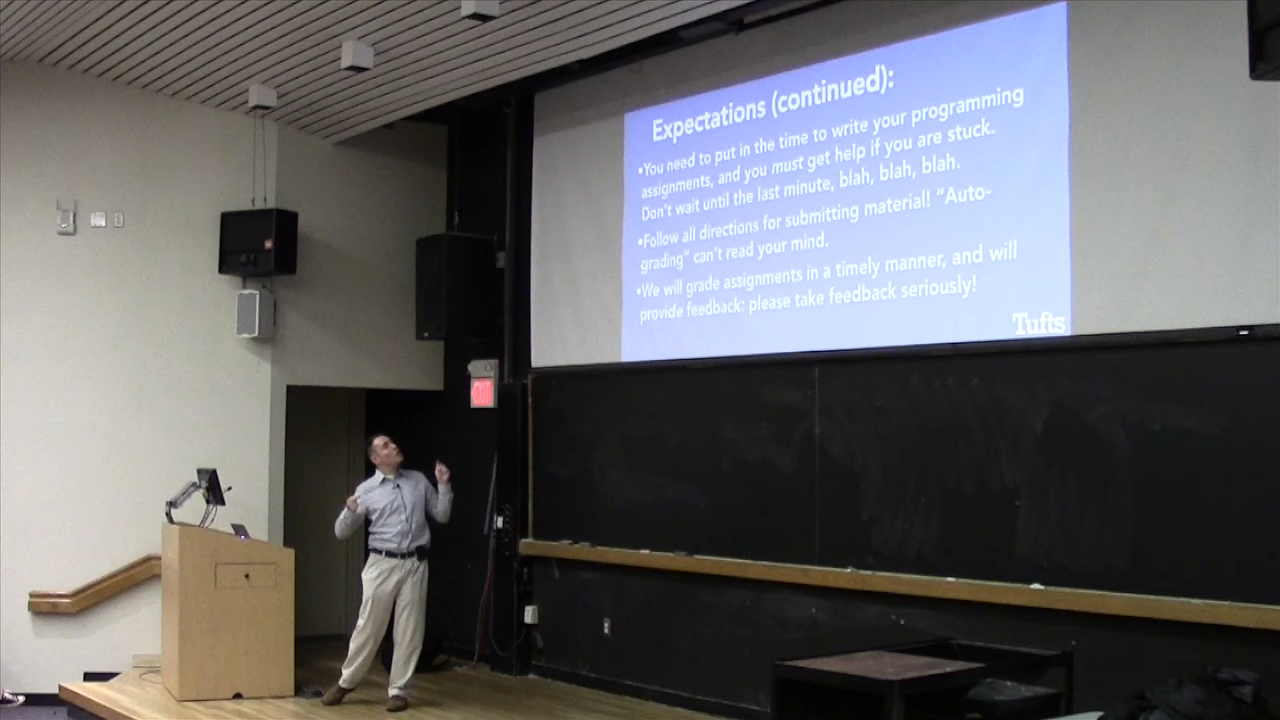 Expectations (continued):
•You need to put in the time to write your programming
assignments, and you must get help if you are stuck.
Don't wait until the last minute, blah, blah, blah.
•Follow all directions for submitting material! “Auto-
grading” can't read your mind.
•We will grade assignments in a timely manner, and will
provide feedback: please take feedback seriously!
Tufts
EXIT